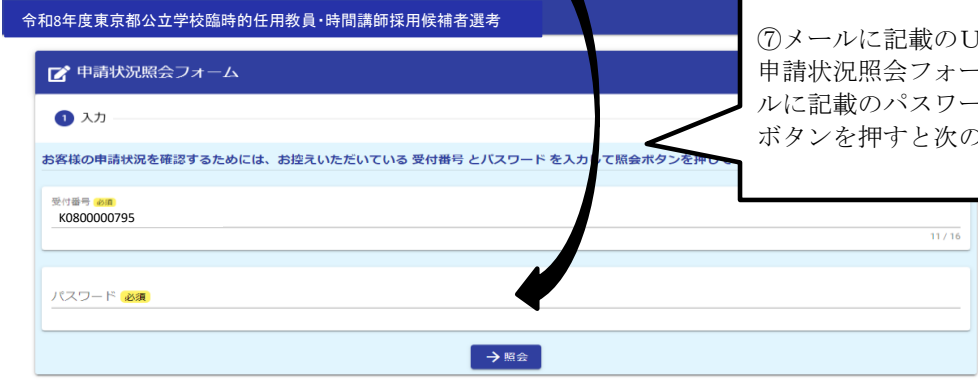 令和8年度東京都公立学校臨時的任用教員・時間講師採用候補者選考
⑦メールに記載のU
申請状況照会フォー
ルに記載のパスワー
ボタンを押すと次の
申請状況照会フォーム
1 入力
お客様の申請状況を確認するためには、お控えいただいている 受付番号 とパスワード を入力して照会ボタンを押し
受付番号 必須
K0800000795
11 / 16
パスワード 必須
→ 照会